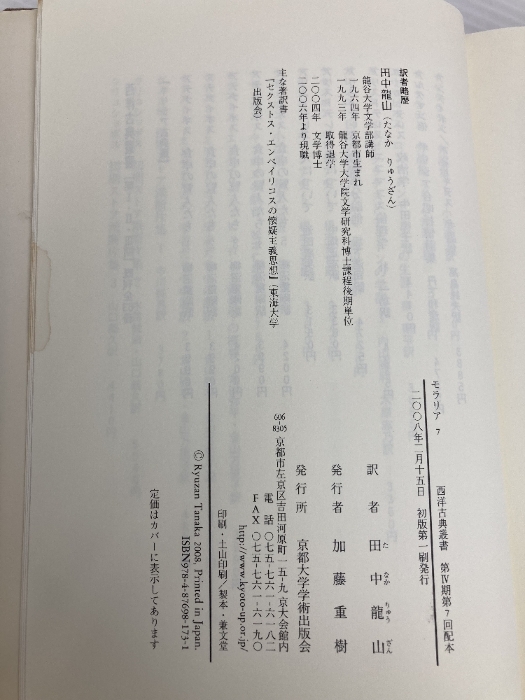 訳者略歴
田中龍山（たなか　りゅうざん）
龍谷大学文学部講師
一九六四年　京都市生まれ
一九九三年　龍谷大学大学院文学研究科博士課程後期単位
取得退学
二〇〇四年　文学博士
二〇〇六年より現職
主な著訳書
『セクストス・エンペイリコスの懐疑主義思想』（東海大学
出版会）
モラリア 7　西洋古典叢書　第Ⅳ期第7回配本
二〇〇八年二月十五日　初版第一刷発行
訳者　田中龍山
た　なか　りゅう　ざん
発行者　加藤重樹
発行所　京都大学学術出版会
606
8305 京都市左京区吉田河原町一五-九 京大会館内
電話　〇七五-七六一-六一八二
FAX　〇七五-七六一-六一九〇
http://www.kyoto-up.or.jp/
印刷・土山印刷／製本・兼文堂
© Ryuzan Tanaka 2008, Printed in Japan.
ISBN978-4-87698-173-1
定価はカバーに表示してあります